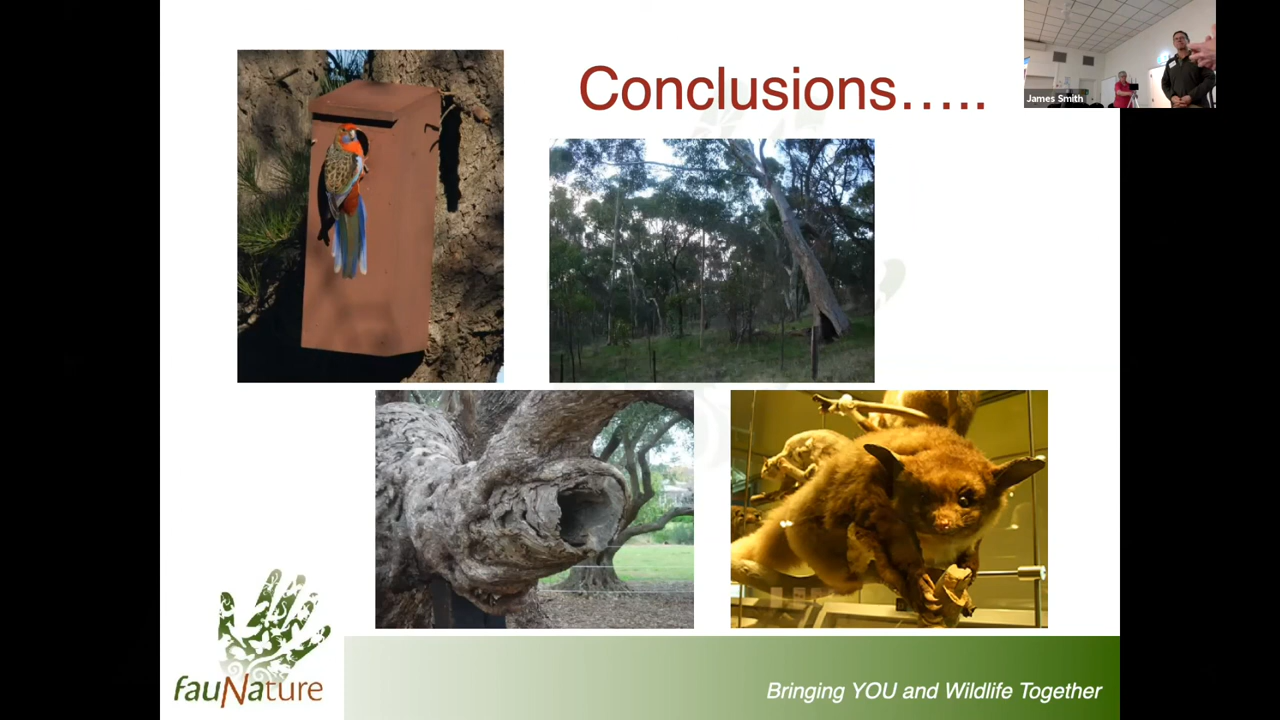 Conclusions…..
James Smith
fauNature
Bringing YOU and Wildlife Together